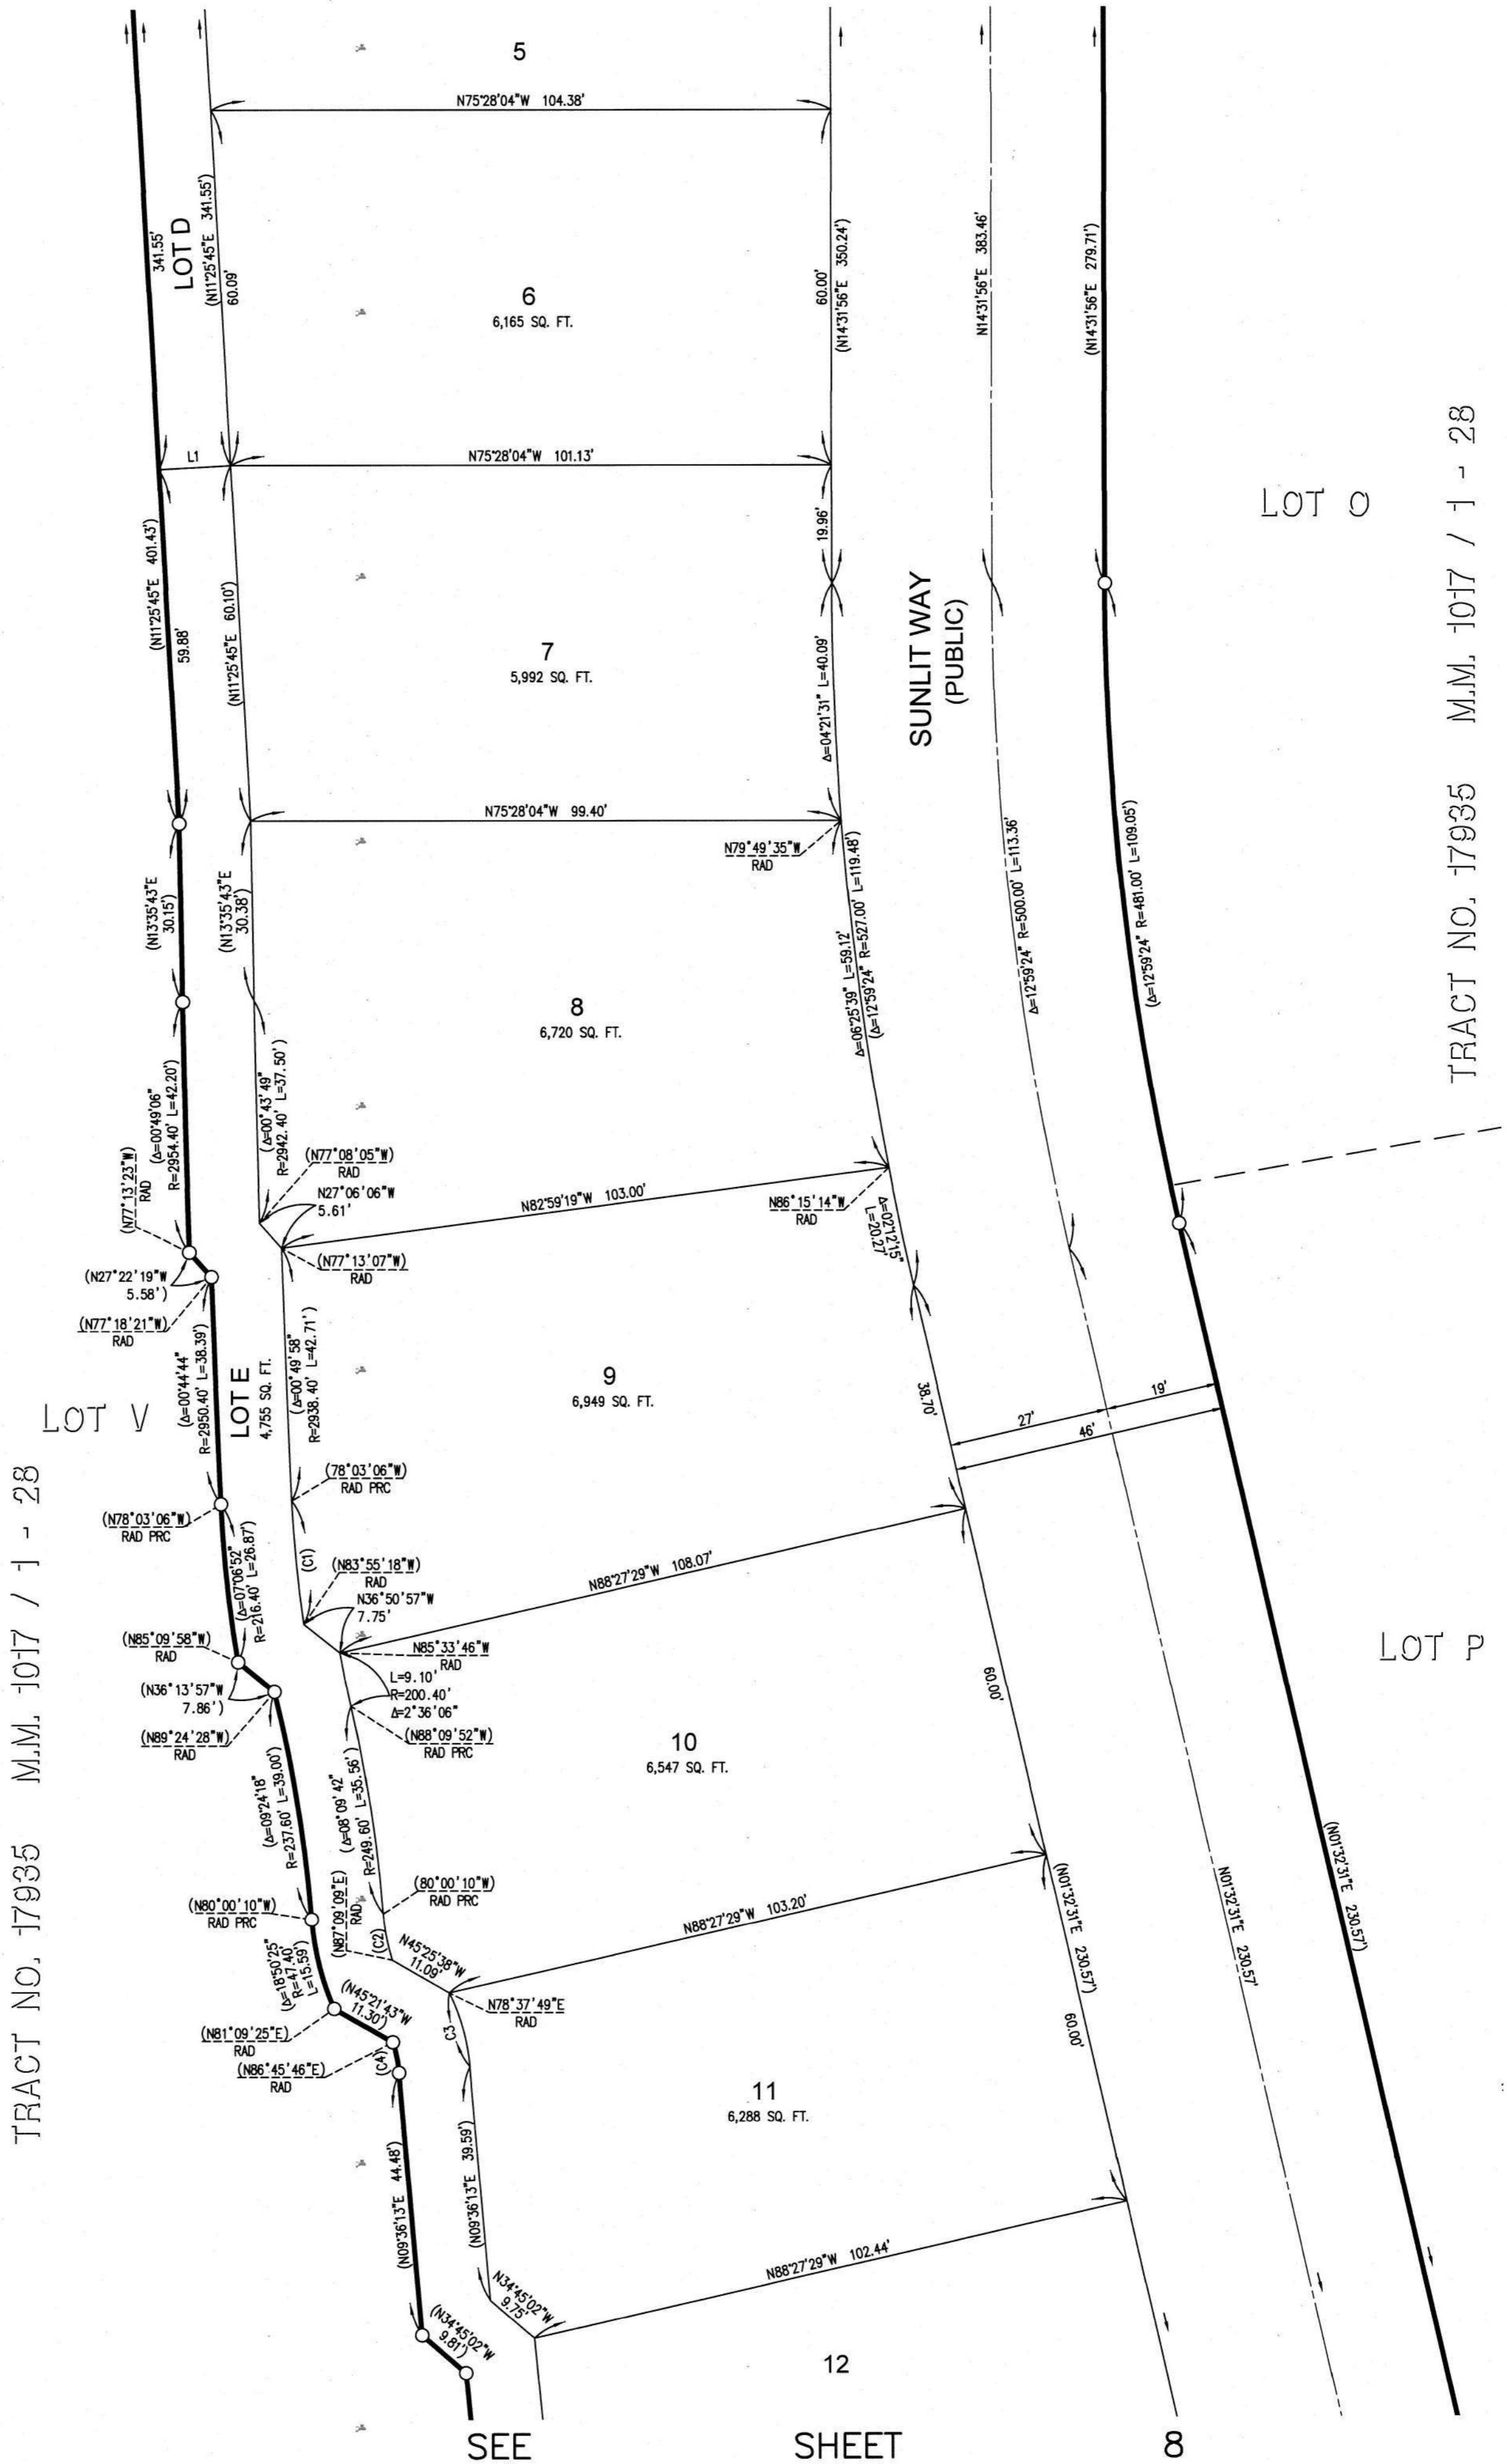 5
N75°28'04"W 104.38'
341.55'
LOT D
(N11°25'45"E 341.55')
60.09'
6
6,165 SQ. FT.
60.00'
(N14°31'56"E 350.24')
N14°31'56"E 383.46'
(N14°31'56"E 279.71')
L1
N75°28'04"W 101.13'
19.96'
LOT O
TRACT NO. 17935 M.M. 1017 / 1 - 28
(N11°25'45"E 401.43')
59.88'
(N11°25'45"E 60.10')
7
5,992 SQ. FT.
Δ=04°21'31" L=40.09'
SUNLIT WAY
(PUBLIC)
N75°28'04"W 99.40'
N79°49'35"W
RAD
(N13°35'43"E
30.15')
(N13°35'43"E
30.38')
8
6,720 SQ. FT.
Δ=06°25'39" L=59.12'
(Δ=12°59'24" R=527.00' L=119.48')
Δ=12°59'24" R=500.00' L=113.36'
(Δ=12°59'24" R=481.00' L=109.05')
(Δ=00°43'49"
R=2942.40' L=37.50')
(Δ=00°49'06"
R=2954.40' L=42.20')
(N77°13'23"W)
RAD
(N77°08'05"W)
RAD
N27°06'06"W
5.61'
N82°59'19"W 103.00'
N86°15'14"W
RAD
Δ=02°12'15"
L=20.27'
(N77°13'07"W)
RAD
(N27°22'19"W
5.58')
(N77°18'21"W)
RAD
(Δ=00°44'44"
R=2950.40' L=38.39')
LOT E
4,755 SQ. FT.
(Δ=00°49'58"
R=2938.40' L=42.71')
9
6,949 SQ. FT.
38.70'
27'
19'
46'
LOT V
TRACT NO. 17935 M.M. 1017 / 1 - 28
(78°03'06"W)
RAD PRC
(N78°03'06"W)
RAD PRC
(Δ=07°06'52"
R=216.40' L=26.87')
(C1)
(N83°55'18"W)
RAD
N36°50'57"W
7.75'
N88°27'29"W 108.07'
(N85°09'58"W)
RAD
N85°33'46"W
RAD
L=9.10'
R=200.40'
Δ=2°36'06"
(N36°13'57"W
7.86')
(N89°24'28"W)
RAD
(N88°09'52"W)
RAD PRC
10
6,547 SQ. FT.
60.00'
LOT P
(Δ=09°24'18"
R=237.60' L=39.00')
(Δ=08°09'42"
R=249.60' L=35.56')
(N80°00'10"W)
RAD PRC
(N87°09'09"E)
RAD
(80°00'10"W)
RAD PRC
(C2)
N45°25'38"W
11.09'
N88°27'29"W 103.20'
(N01°32'31"E 230.57')
N01°32'31"E 230.57'
(N01°32'31"E 230.57')
(Δ=18°50'25"
R=47.40'
L=15.59')
(N45°21'43"W
11.30')
(N81°09'25"E)
RAD
(N86°45'46"E)
RAD
(C4)
C3
N78°37'49"E
RAD
60.00'
11
6,288 SQ. FT.
(N09°36'13"E 44.48')
(N09°36'13"E 39.59')
N34°45'02"W
9.75'
N88°27'29"W 102.44'
(N34°45'02"W
9.81')
12
SEE SHEET 8